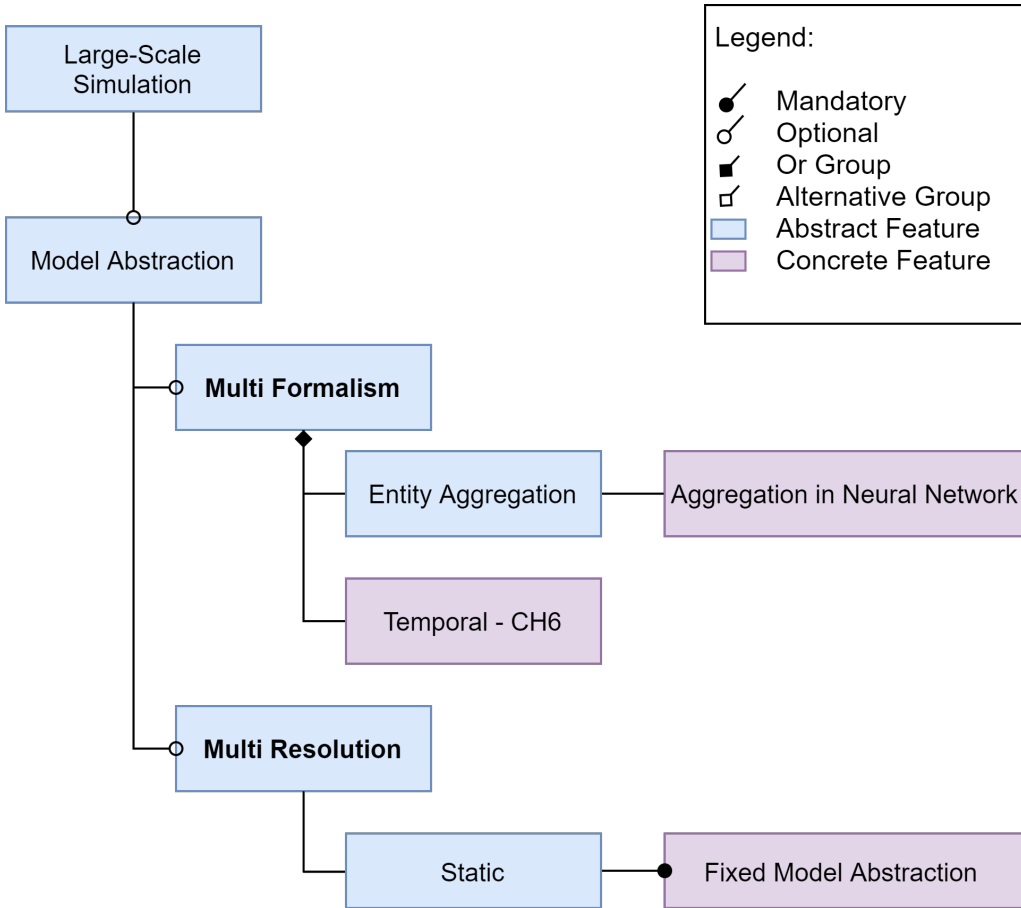 Large-Scale
Simulation
Legend:
Mandatory
Optional
Or Group
Alternative Group
Abstract Feature
Concrete Feature
Model Abstraction
Multi Formalism
Entity Aggregation
Aggregation in Neural Network
Temporal - CH6
Multi Resolution
Static
Fixed Model Abstraction